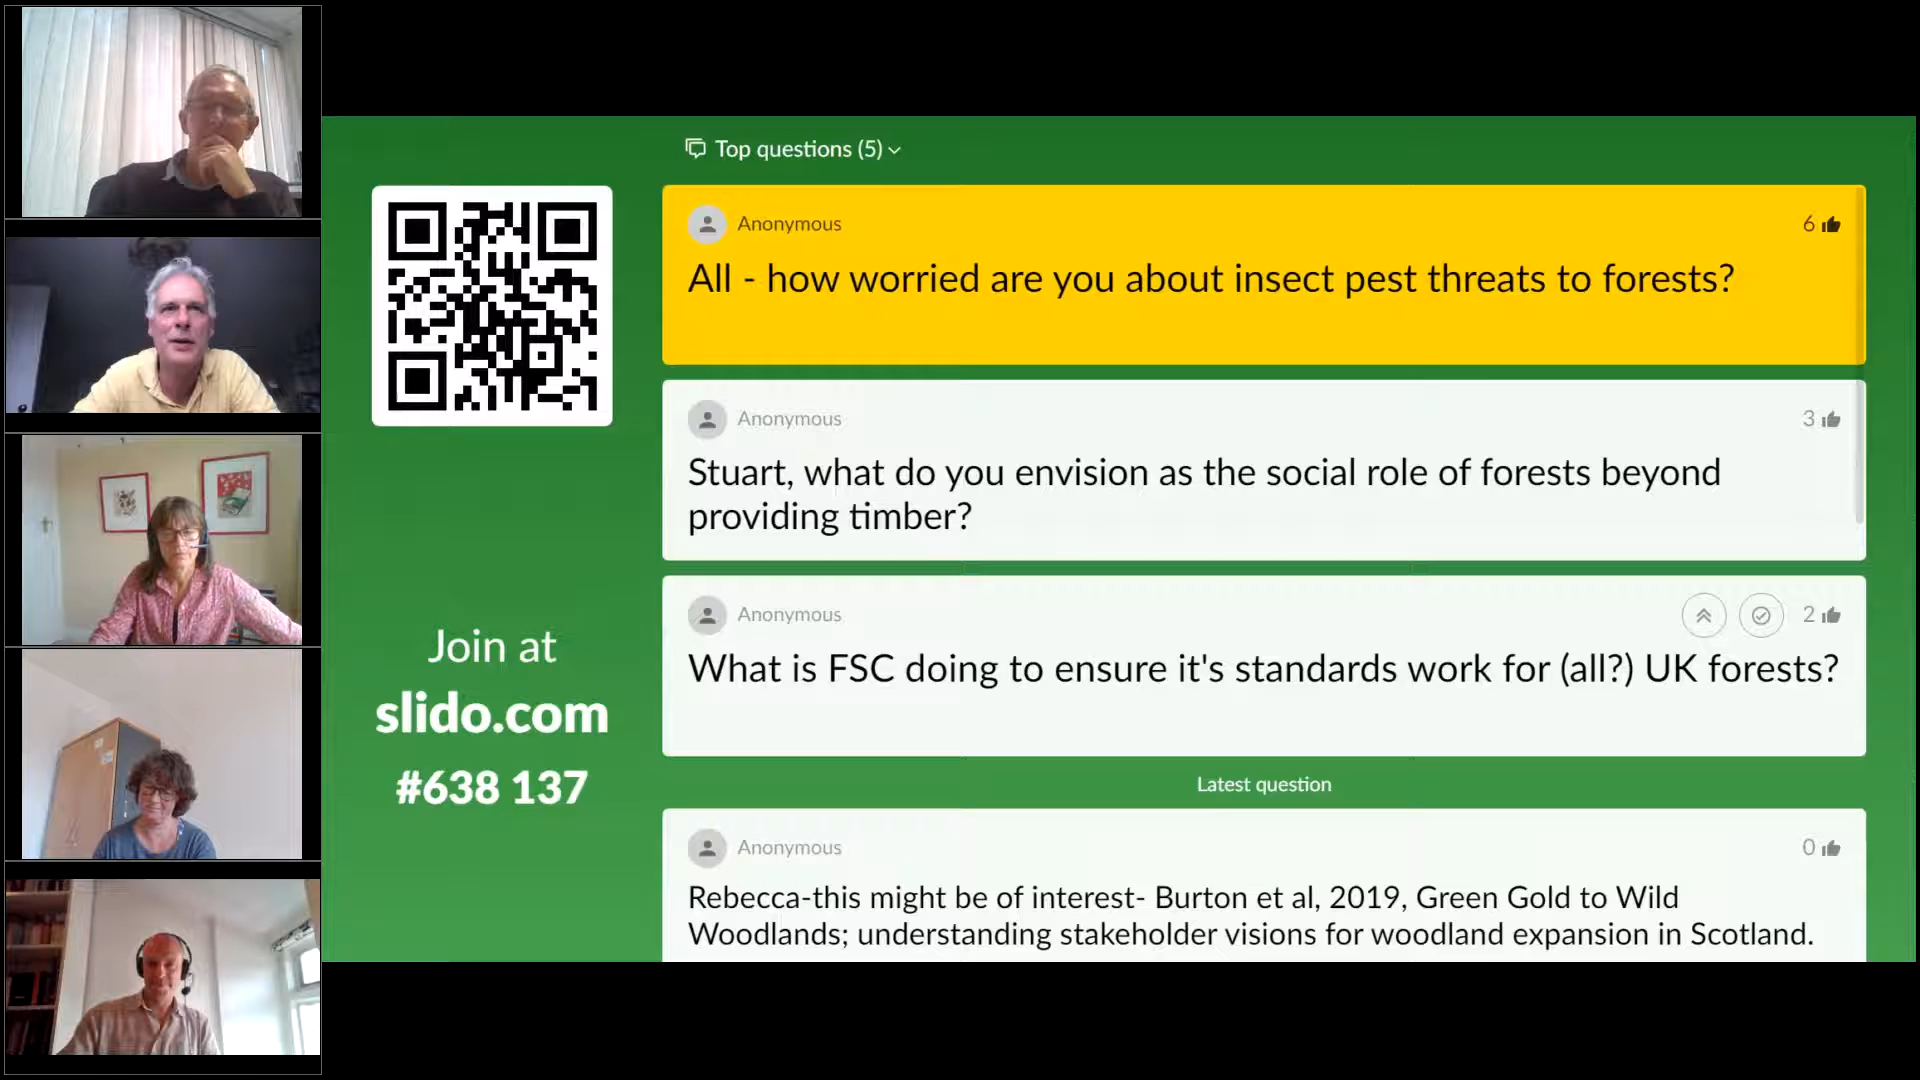 Top questions (5)
Anonymous
6
All - how worried are you about insect pest threats to forests?
Anonymous
3
Stuart, what do you envision as the social role of forests beyond
providing timber?
Anonymous
2
What is FSC doing to ensure it's standards work for (all?) UK forests?
Latest question
Anonymous
0
Rebecca-this might be of interest- Burton et al, 2019, Green Gold to Wild
Woodlands; understanding stakeholder visions for woodland expansion in Scotland.
Join at
slido.com
#638 137